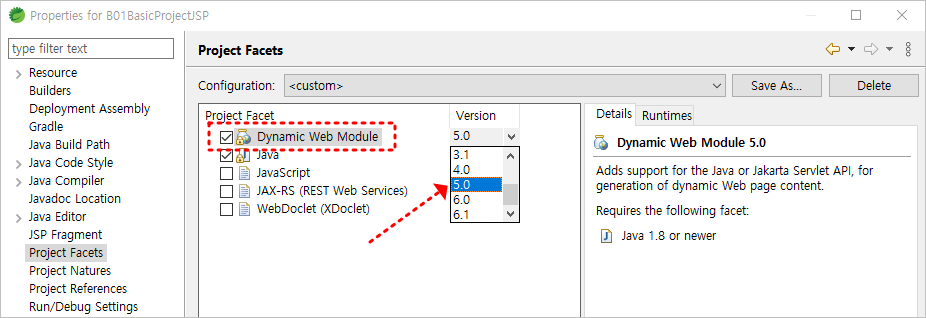 Properties for B01BasicProjectJSP
type filter text
Resource
Builders
Deployment Assembly
Gradle
Java Build Path
Java Code Style
Java Compiler
Javadoc Location
Java Editor
JSP Fragment
Project Facets
Project Natures
Project References
Run/Debug Settings
Project Facets
Configuration: <custom>
Save As...
Delete
Project Facet Version
Dynamic Web Module 5.0
Java
JavaScript
JAX-RS (REST Web Services)
WebDoclet (XDoclet)
3.1
4.0
5.0
6.0
6.1
Details Runtimes
Dynamic Web Module 5.0
Adds support for the Java or Jakarta Servlet API, for
generation of dynamic Web page content.
Requires the following facet:
Java 1.8 or newer